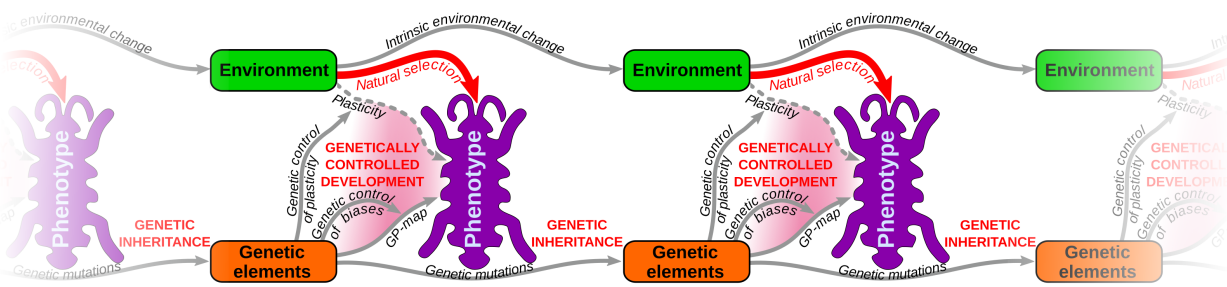 c environmental change
Intrinsic environmental change
Intrinsic environmental change
Environment
Environment
Environment
Natural selection
Natural selection
Natura
Plasticity
Plasticity
Plasticity
Phenotype
Phenotype
Phenotype
Genetic control
of plasticity
Genetic control
of plasticity
Genetic control
of plasticity
GENETICALLY
CONTROLLED
DEVELOPMENT
GENETICALLY
CONTROLLED
DEVELOPMENT
Genetic control
of biases
Genetic control
of biases
Genetic control
of biases
GP-map
GP-map
GENETIC
INHERITANCE
GENETIC
INHERITANCE
GENETIC
INHERITANCE
Genetic
elements
Genetic
elements
Genetic
elements
Genetic mutations
Genetic mutations
Genetic mutations